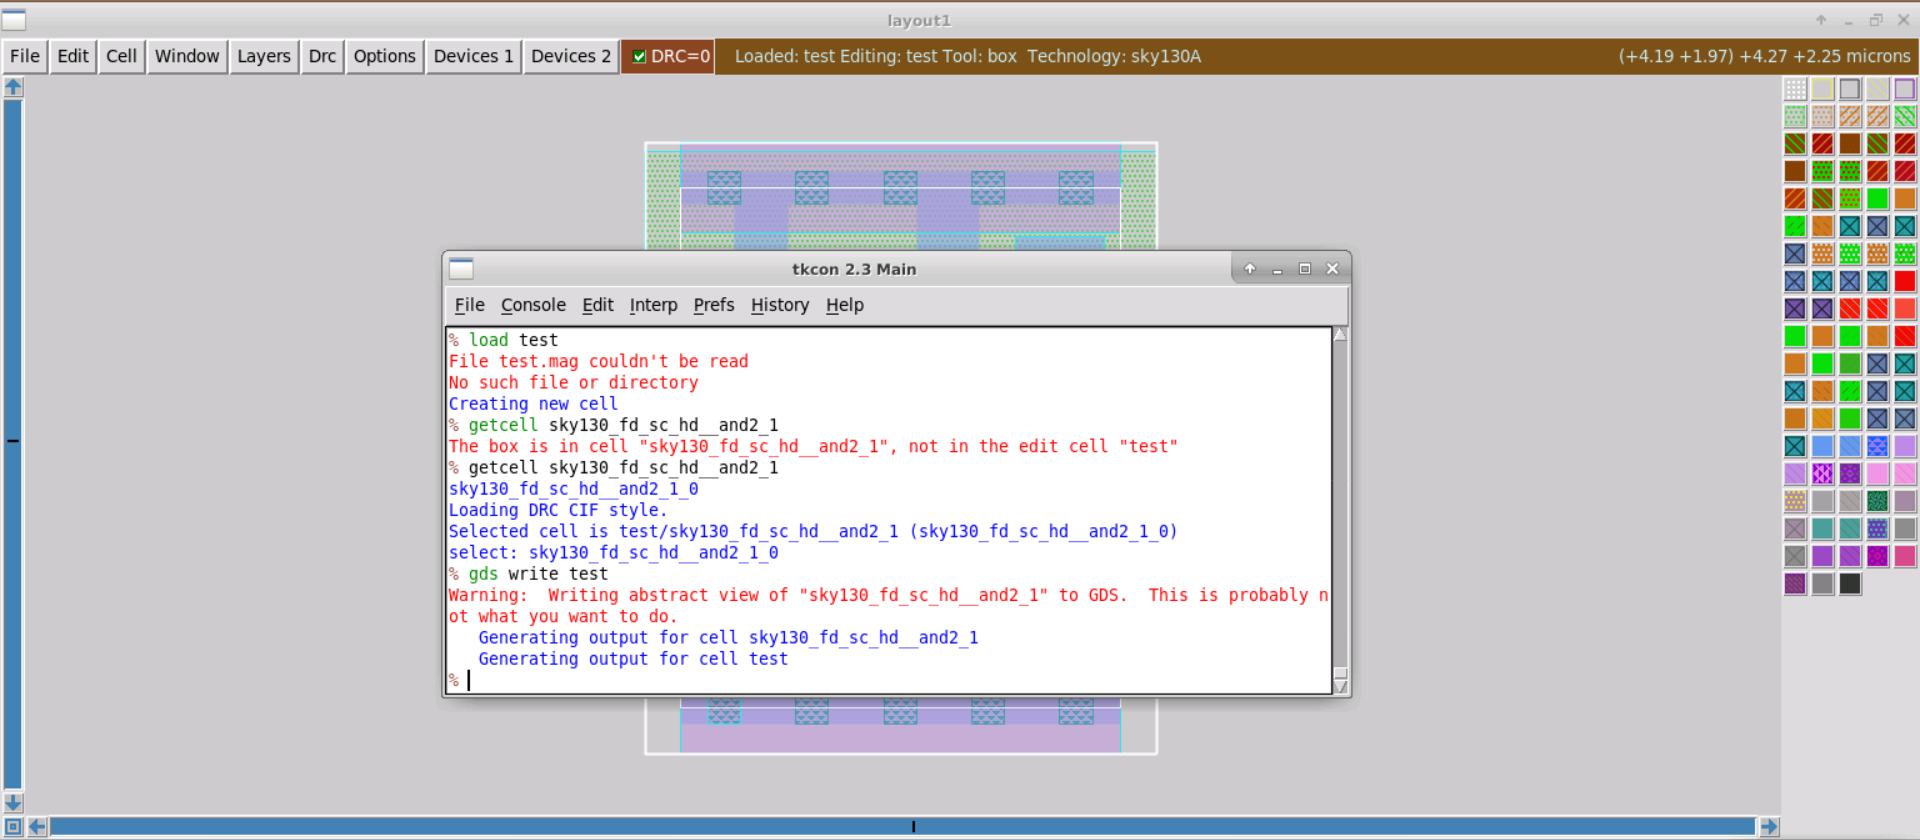 layout1
File Edit Cell Window Layers Drc Options Devices 1 Devices 2 DRC=0 Loaded: test Editing: test Tool: box Technology: sky130A (+4.19 +1.97) +4.27 +2.25 microns
tkcon 2.3 Main
File Console Edit Interp Prefs History Help
% load test
File test.mag couldn't be read
No such file or directory
Creating new cell
% getcell sky130_fd_sc_hd__and2_1
The box is in cell "sky130_fd_sc_hd__and2_1", not in the edit cell "test"
% getcell sky130_fd_sc_hd__and2_1
sky130_fd_sc_hd__and2_1_0
Loading DRC CIF style.
Selected cell is test/sky130_fd_sc_hd__and2_1 (sky130_fd_sc_hd__and2_1_0)
select: sky130_fd_sc_hd__and2_1_0
% gds write test
Warning:  Writing abstract view of "sky130_fd_sc_hd__and2_1" to GDS.  This is probably n
ot what you want to do.
   Generating output for cell sky130_fd_sc_hd__and2_1
   Generating output for cell test
%